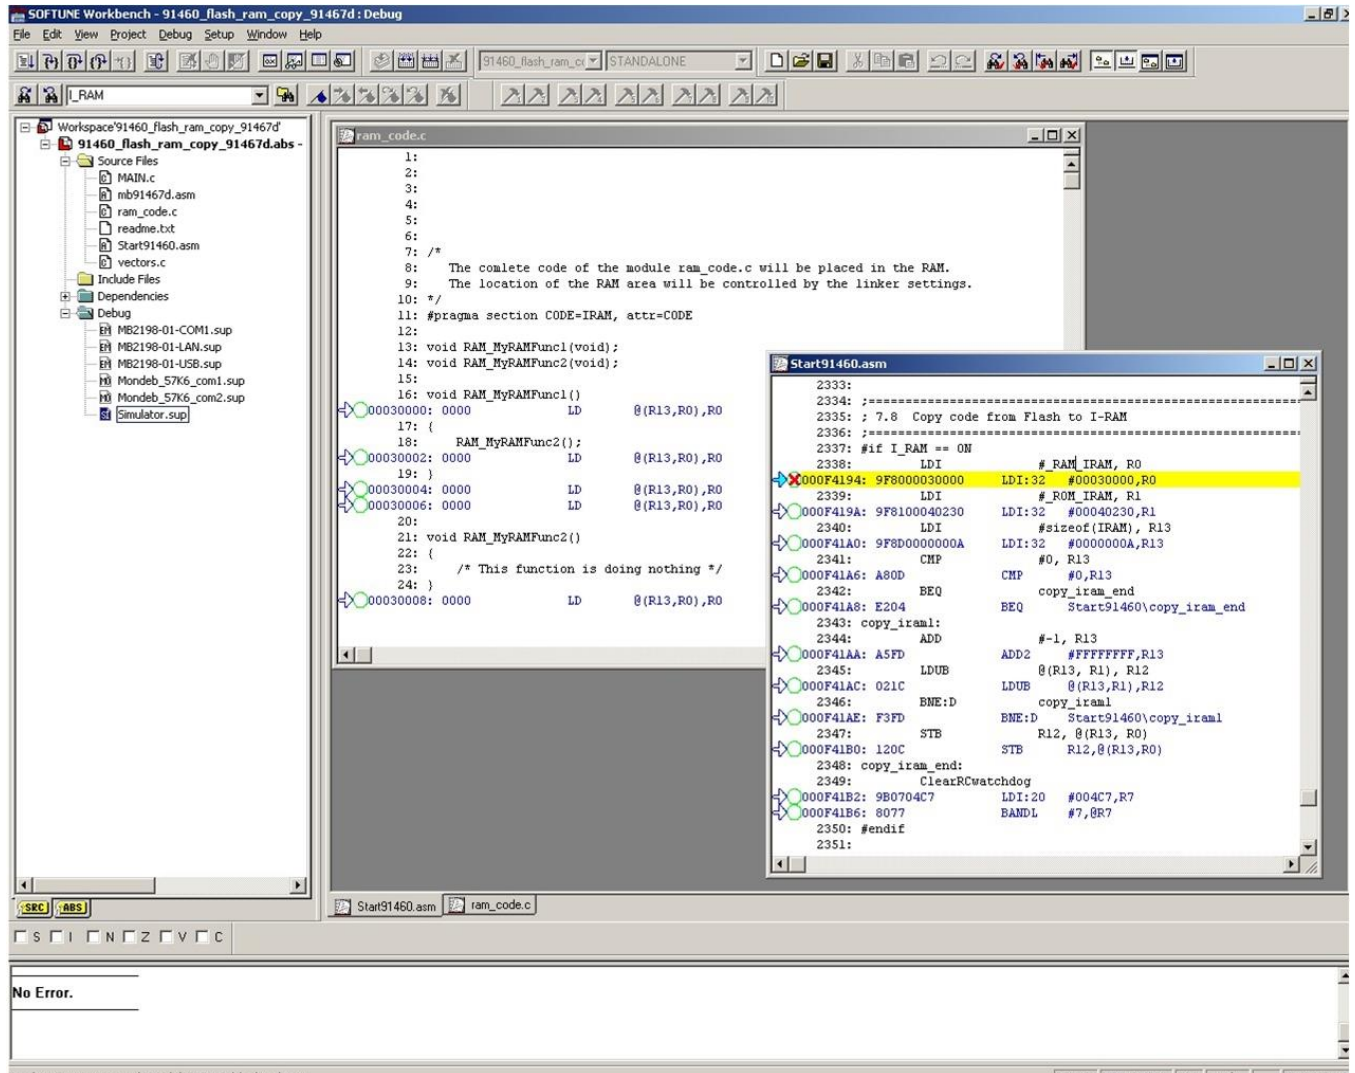 SOFTUNE Workbench - 91460_flash_ram_copy_91467d : Debug
File Edit View Project Debug Setup Window Help
91460_flash_ram_co STANDALONE
I_RAM
Workspace'91460_flash_ram_copy_91467d'
91460_flash_ram_copy_91467d.abs -
Source Files
MAIN.c
mb91467d.asm
ram_code.c
readme.txt
Start91460.asm
vectors.c
Include Files
Dependencies
Debug
MB2198-01-COM1.sup
MB2198-01-LAN.sup
MB2198-01-USB.sup
Mondeb_57K6_com1.sup
Mondeb_57K6_com2.sup
Simulator.sup
SRC ABS
ram_code.c
1:
2:
3:
4:
5:
6:
7: /*
8: The comlete code of the module ram_code.c will be placed in the RAM.
9: The location of the RAM area will be controlled by the linker settings.
10: */
11: #pragma section CODE=IRAM, attr=CODE
12:
13: void RAM_MyRAMFunc1(void);
14: void RAM_MyRAMFunc2(void);
15:
16: void RAM_MyRAMFunc1()
00030000: 0000 LD @(R13,R0),R0
17: {
18: RAM_MyRAMFunc2();
00030002: 0000 LD @(R13,R0),R0
19: }
00030004: 0000 LD @(R13,R0),R0
00030006: 0000 LD @(R13,R0),R0
20:
21: void RAM_MyRAMFunc2()
22: {
23: /* This function is doing nothing */
24: }
00030008: 0000 LD @(R13,R0),R0
Start91460.asm
2333:
2334: ;========================================================
2335: ; 7.8 Copy code from Flash to I-RAM
2336: ;========================================================
2337: #if I_RAM == ON
2338: LDI #_RAM_IRAM, R0
000F4194: 9F8000030000 LDI:32 #00030000,R0
2339: LDI #_ROM_IRAM, R1
000F419A: 9F8100040230 LDI:32 #00040230,R1
2340: LDI #sizeof(IRAM), R13
000F41A0: 9F8D0000000A LDI:32 #0000000A,R13
2341: CMP #0, R13
000F41A6: A80D CMP #0,R13
2342: BEQ copy_iram_end
000F41A8: E204 BEQ Start91460\copy_iram_end
2343: copy_iram1:
2344: ADD #-1, R13
000F41AA: A5FD ADD2 #FFFFFFFF,R13
2345: LDUB @(R13, R1), R12
000F41AC: 021C LDUB @(R13,R1),R12
2346: BNE:D copy_iram1
000F41AE: F3FD BNE:D Start91460\copy_iram1
2347: STB R12, @(R13, R0)
000F41B0: 120C STB R12,@(R13,R0)
2348: copy_iram_end:
2349: ClearRCwatchdog
000F41B2: 9B0704C7 LDI:20 #004C7,R7
000F41B6: 8077 BANDL #7,@R7
2350: #endif
2351:
Start91460.asm ram_code.c
S I N Z V C
No Error.